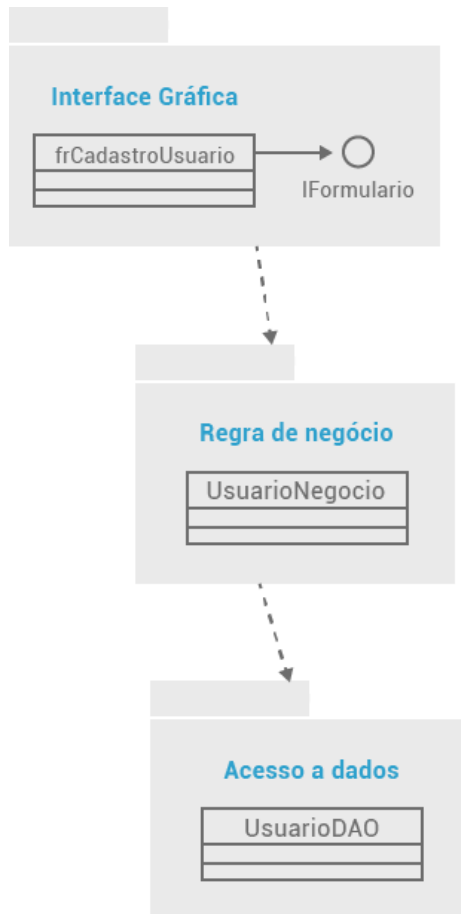 Interface Gráfica
frCadastroUsuario
IFormulario
Regra de negócio
UsuarioNegocio
Acesso a dados
UsuarioDAO